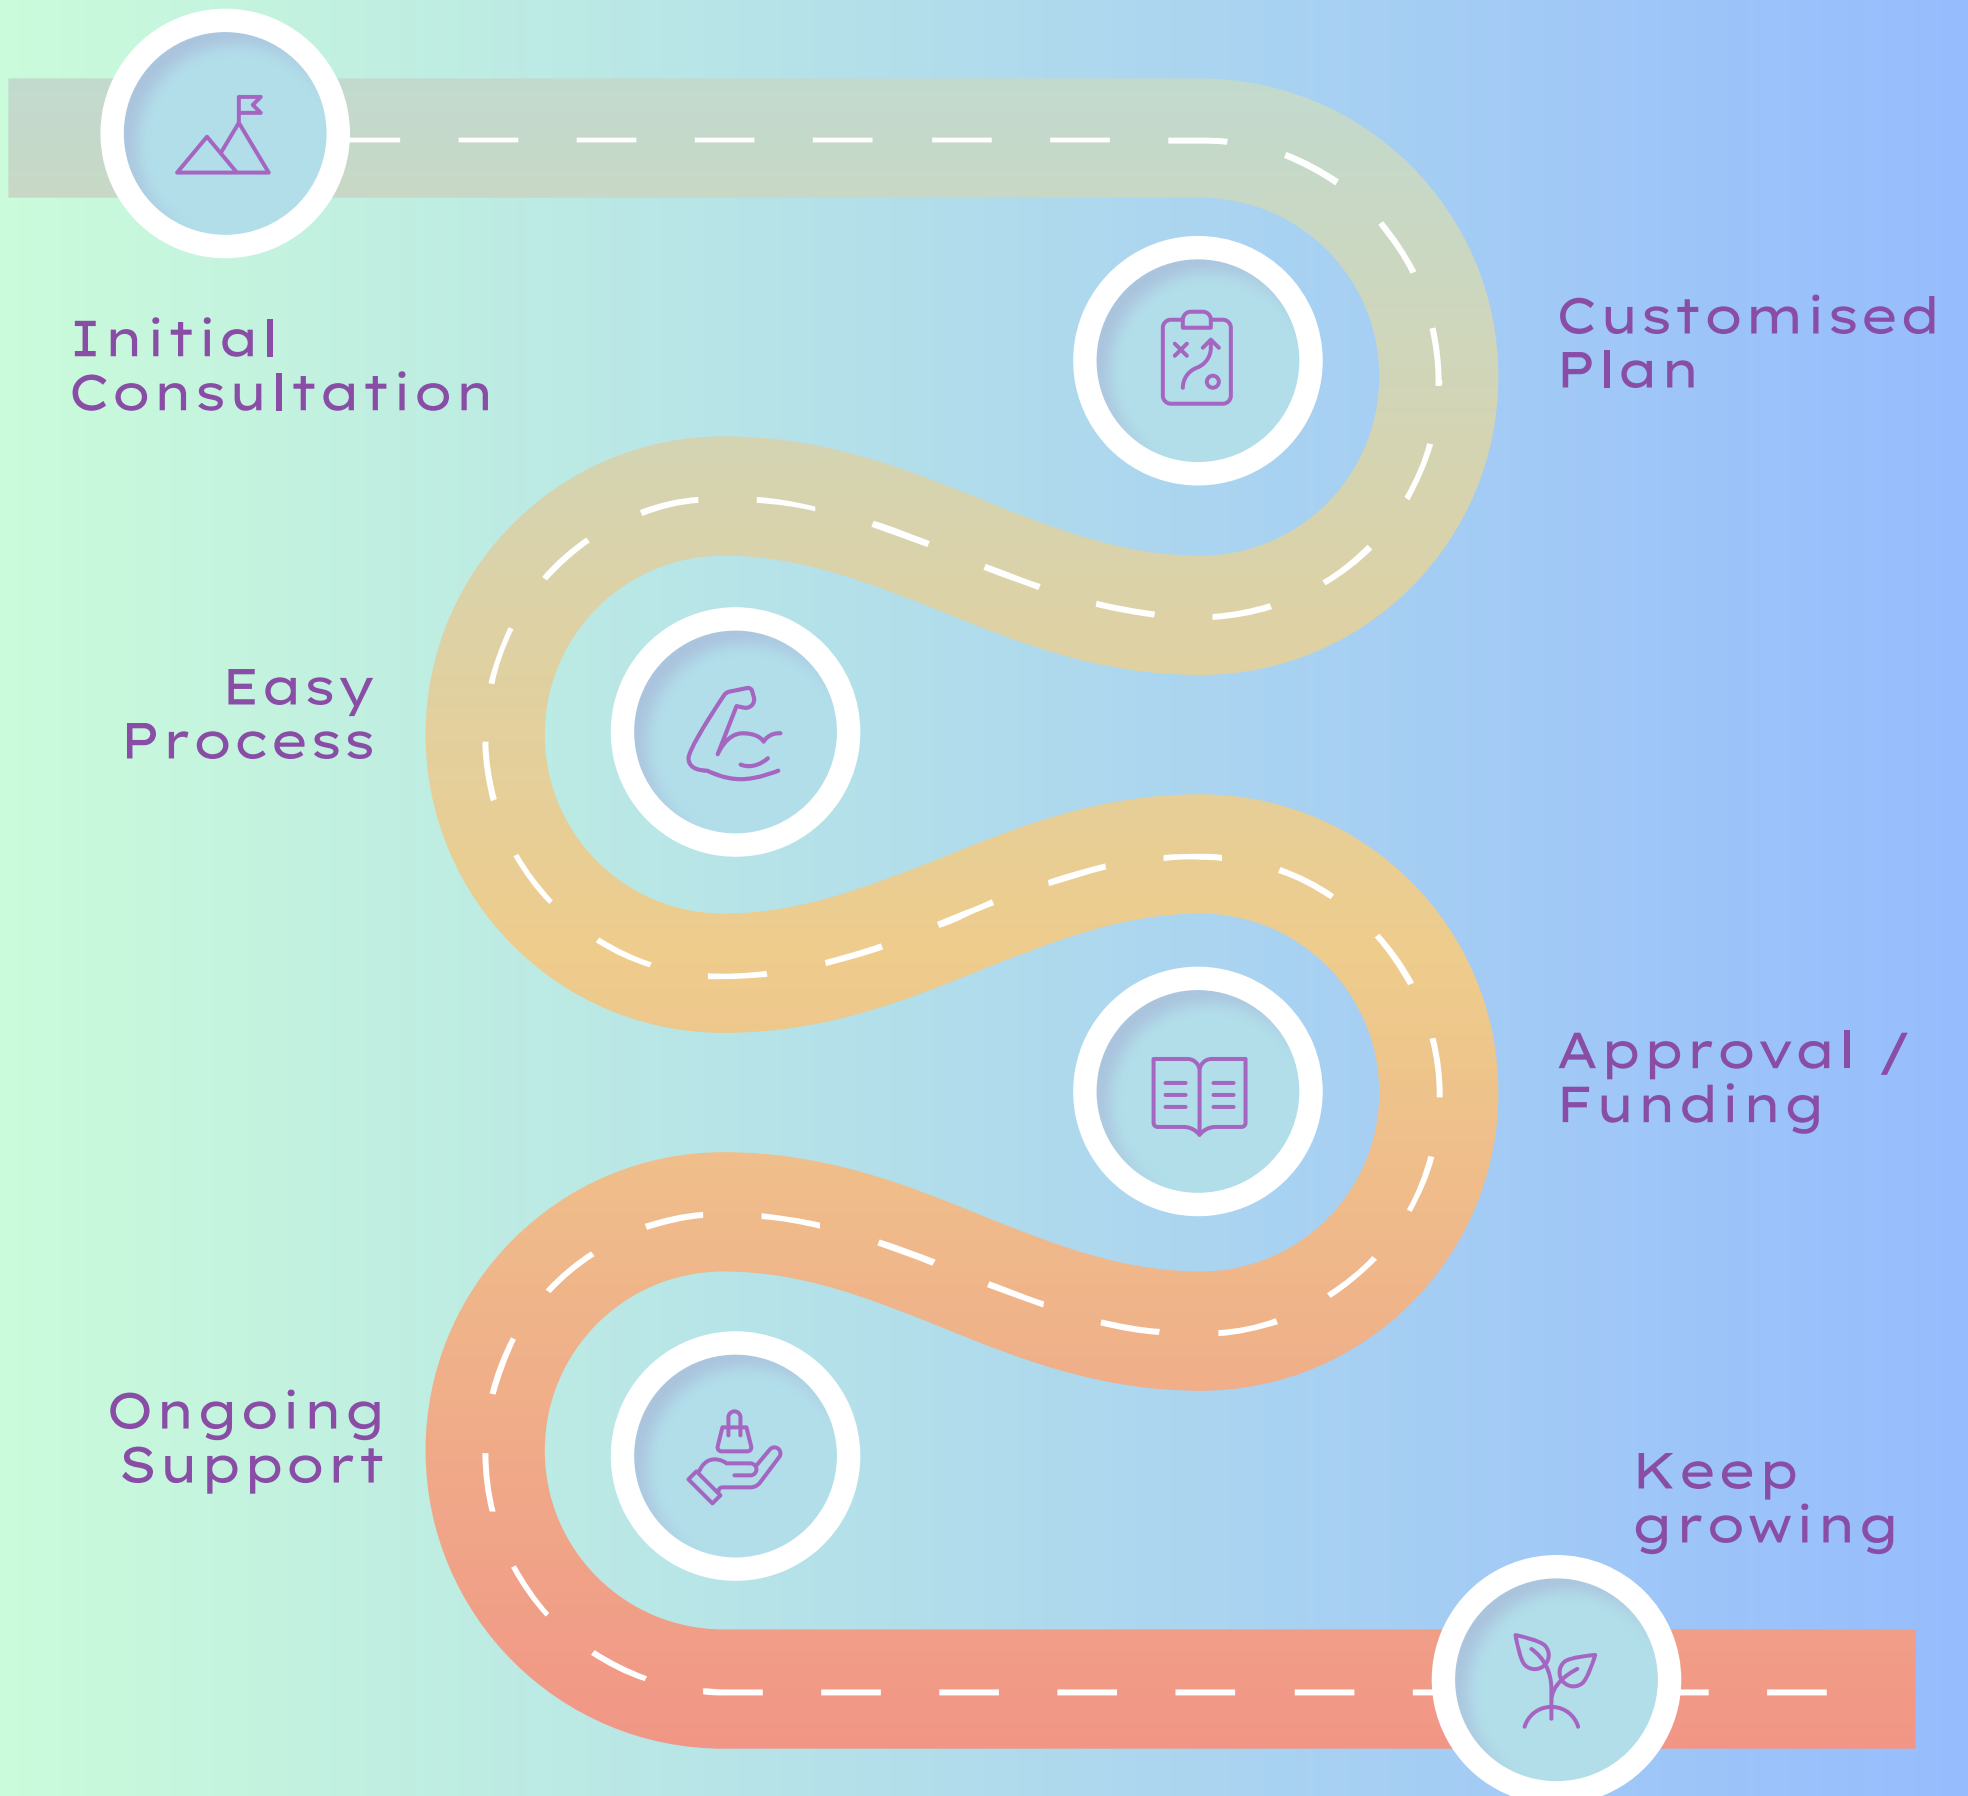 Initial
Consultation
Customised
Plan
Easy
Process
Approval /
Funding
Ongoing
Support
Keep
growing